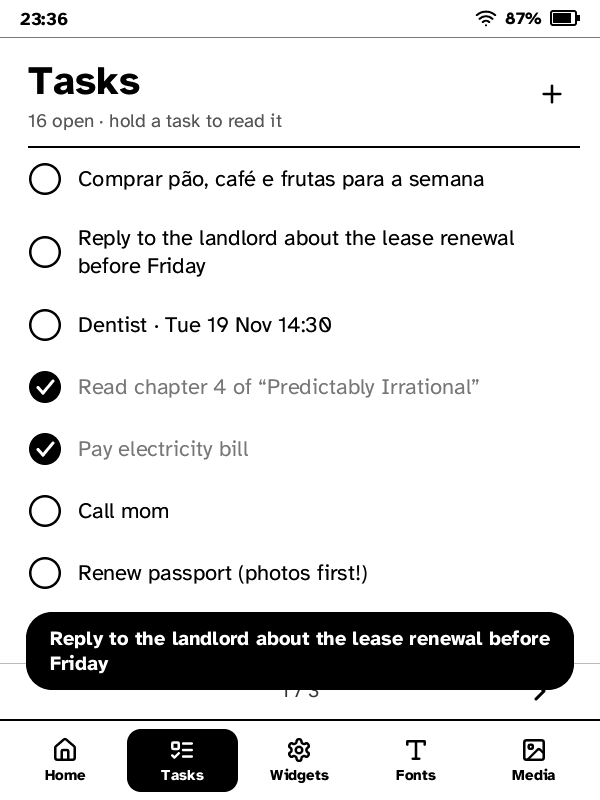 23:36
87%
Tasks
16 open · hold a task to read it
Comprar pão, café e frutas para a semana
Reply to the landlord about the lease renewal
before Friday
Dentist · Tue 19 Nov 14:30
Read chapter 4 of “Predictably Irrational”
Pay electricity bill
Call mom
Renew passport (photos first!)
Reply to the landlord about the lease renewal before
Friday
1 / 3
Home
Tasks
Widgets
Fonts
Media